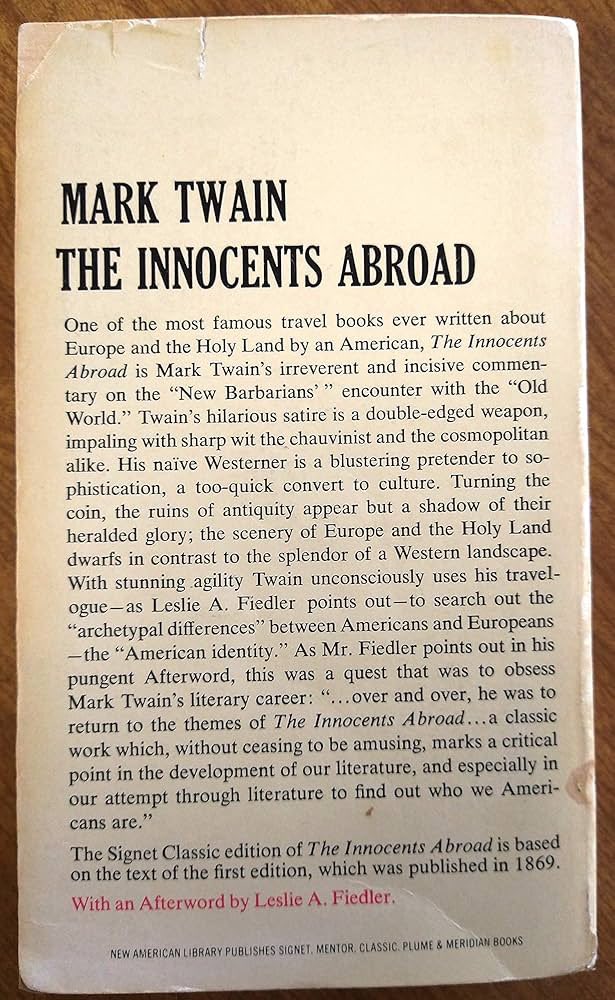 MARK TWAIN
THE INNOCENTS ABROAD
One of the most famous travel books ever written about
Europe and the Holy Land by an American, The Innocents
Abroad is Mark Twain's irreverent and incisive commen-
tary on the “New Barbarians' ” encounter with the “Old
World.” Twain's hilarious satire is a double-edged weapon,
impaling with sharp wit the chauvinist and the cosmopolitan
alike. His naïve Westerner is a blustering pretender to so-
phistication, a too-quick convert to culture. Turning the
coin, the ruins of antiquity appear but a shadow of their
heralded glory; the scenery of Europe and the Holy Land
dwarfs in contrast to the splendor of a Western landscape.
With stunning agility Twain unconsciously uses his travel-
ogue—as Leslie A. Fiedler points out—to search out the
“archetypal differences” between Americans and Europeans
—the “American identity.” As Mr. Fiedler points out in his
pungent Afterword, this was a quest that was to obsess
Mark Twain's literary career: “...over and over, he was to
return to the themes of The Innocents Abroad...a classic
work which, without ceasing to be amusing, marks a critical
point in the development of our literature, and especially in
our attempt through literature to find out who we Ameri-
cans are.”
The Signet Classic edition of The Innocents Abroad is based
on the text of the first edition, which was published in 1869.
With an Afterword by Leslie A. Fiedler.
NEW AMERICAN LIBRARY PUBLISHES SIGNET, MENTOR, CLASSIC, PLUME & MERIDIAN BOOKS